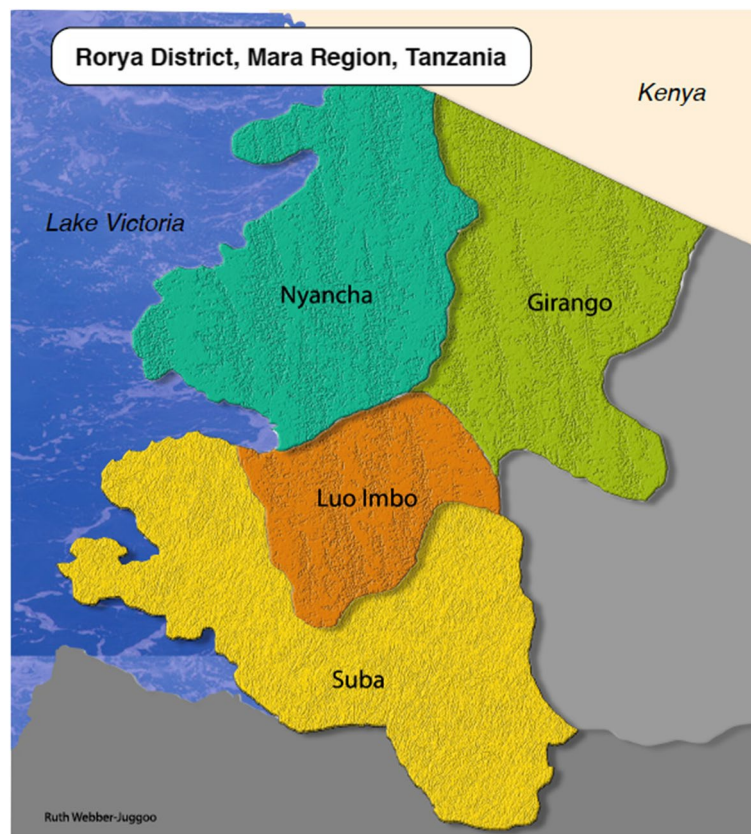 Rorya District, Mara Region, Tanzania
Kenya
Lake Victoria
Nyancha
Girango
Luo Imbo
Suba
Ruth Webber-Juggoo